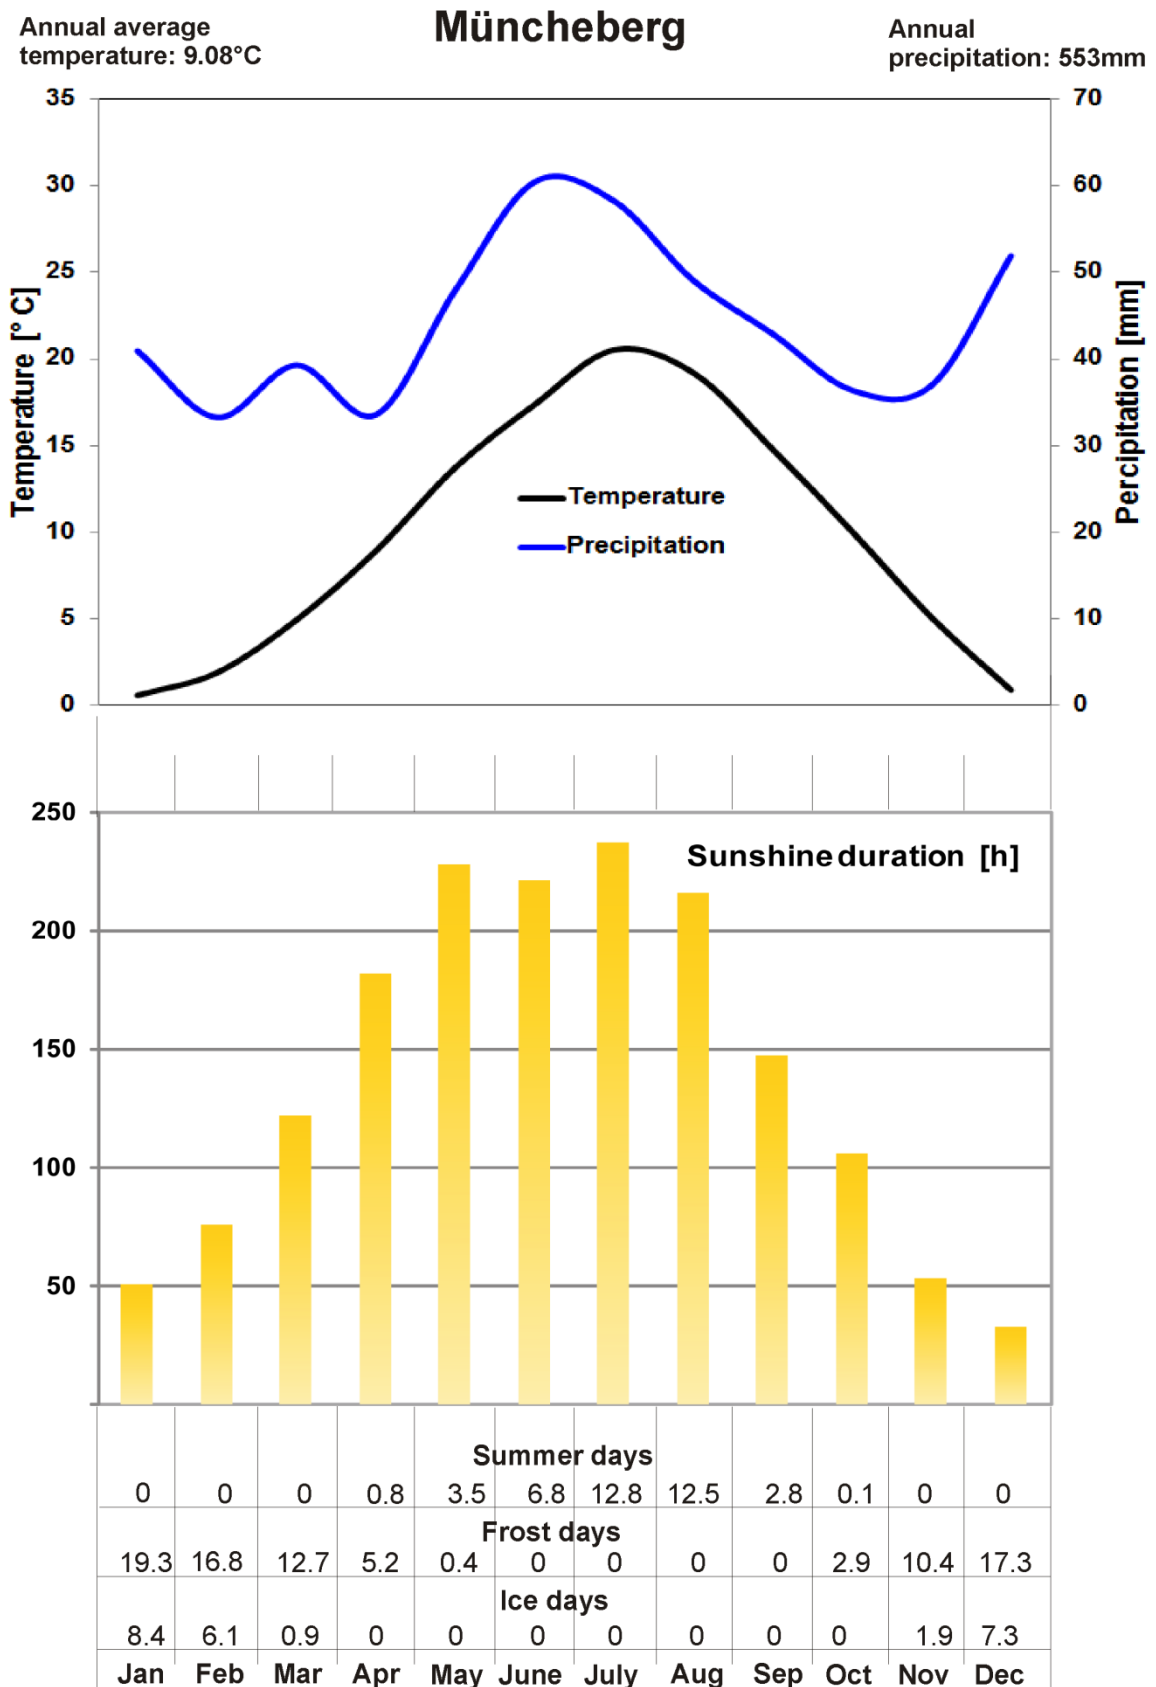 Müncheberg
Annual average
temperature: 9.08°C
Annual
precipitation: 553mm
35
30
25
20
15
10
5
0
Temperature [° C]
70
60
50
40
30
20
10
0
Percipitation [mm]
Temperature
Precipitation
250
200
150
100
50
Sunshine duration [h]
Summer days
0 0 0 0.8 3.5 6.8 12.8 12.5 2.8 0.1 0 0
Frost days
19.3 16.8 12.7 5.2 0.4 0 0 0 0 2.9 10.4 17.3
Ice days
8.4 6.1 0.9 0 0 0 0 0 0 0 1.9 7.3
Jan Feb Mar Apr May June July Aug Sep Oct Nov Dec